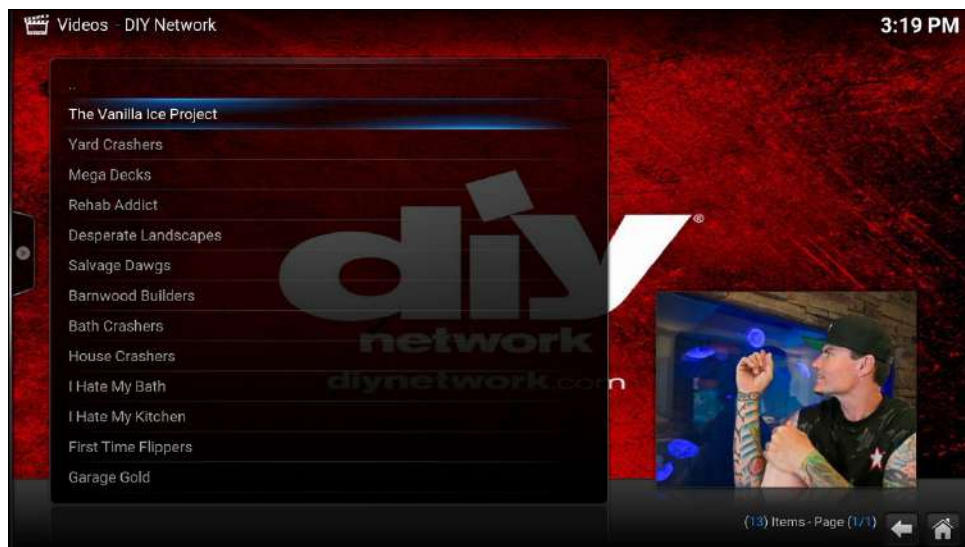 Videos - DIY Network
3:19 PM
..
The Vanilla Ice Project
Yard Crashers
Mega Decks
Rehab Addict
Desperate Landscapes
Salvage Dawgs
Barnwood Builders
Bath Crashers
House Crashers
I Hate My Bath
I Hate My Kitchen
First Time Flippers
Garage Gold
diy ®
network
diynetwork.com
(13) Items - Page (1/1)